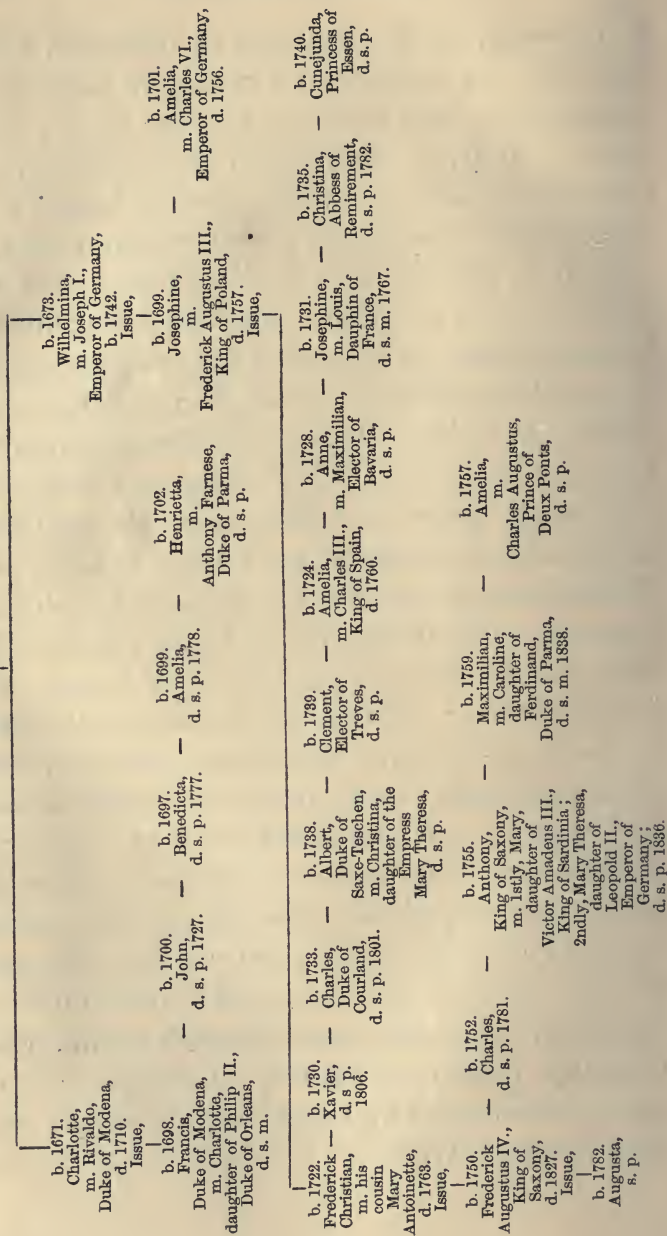 b. 1671.
Charlotte,
m. Rivaldo,
Duke of Modena,
d. 1710.
Issue,
b. 1673.
Wilhelmina,
m. Joseph I.,
Emperor of Germany,
b. 1742.
Issue,
b. 1698.
Francis,
Duke of Modena,
m. Charlotte,
daughter of Philip II.,
Duke of Orleans,
d. s. m.
—
b. 1700.
John,
d. s. p. 1727.
—
b. 1697.
Benedicta,
d. s. p. 1777.
—
b. 1699.
Amelia,
d. s. p. 1778.
—
b. 1702.
Henrietta,
m.
Anthony Farnese,
Duke of Parma,
d. s. p.
b. 1699.
Josephine,
m.
Frederick Augustus III.,
King of Poland,
d. 1757.
Issue,
—
b. 1701.
Amelia,
m. Charles VI.,
Emperor of Germany,
d. 1756.
b. 1722.
Frederick
Christian,
m. his
cousin
Mary
Antoinette,
d. 1763.
Issue,
—
b. 1730.
Xavier,
d. s p.
1806.
—
b. 1733.
Charles,
Duke of
Courland,
d. s. p. 1801.
—
b. 1738.
Albert,
Duke of
Saxe-Teschen,
m. Christina,
daughter of the
Empress
Mary Theresa,
d. s. p.
—
b. 1739.
Clement,
Elector of
Treves,
d. s. p.
—
b. 1724.
Amelia,
m. Charles III.,
King of Spain,
d. 1760.
—
b. 1728.
Anne,
m. Maximilian,
Elector of
Bavaria,
d. s. p.
—
b. 1731.
Josephine,
m. Louis,
Dauphin of
France,
d. s. m. 1767.
—
b. 1735.
Christina,
Abbess of
Remirement,
d. s. p. 1782.
—
b. 1740.
Cunejunda,
Princess of
Essen,
d. s. p.
b. 1750.
Frederick
Augustus IV.,
King of
Saxony,
d. 1827.
Issue,
—
b. 1752.
Charles,
d. s. p. 1781.
—
b. 1755.
Anthony,
King of Saxony,
m. 1stly, Mary,
daughter of
Victor Amadeus III.,
King of Sardinia;
2ndly, Mary Theresa,
daughter of
Leopold II.,
Emperor of
Germany;
d. s. p. 1836.
—
b. 1759.
Maximilian,
m. Caroline,
daughter of
Ferdinand,
Duke of Parma,
d. s. m. 1838.
—
b. 1757.
Amelia,
m.
Charles Augustus,
Prince of
Deux Ponts,
d. s. p.
b. 1782.
Augusta,
s. p.